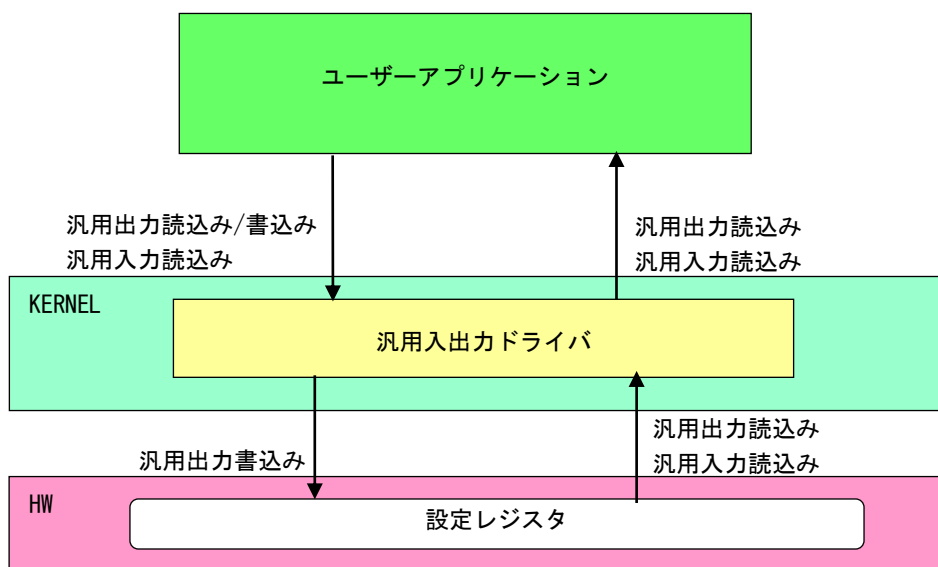 ユーザーアプリケーション
汎用出力読込み/書込み
汎用入力読込み
汎用出力読込み
汎用入力読込み
KERNEL
汎用入出力ドライバ
汎用出力書込み
汎用出力読込み
汎用入力読込み
HW
設定レジスタ